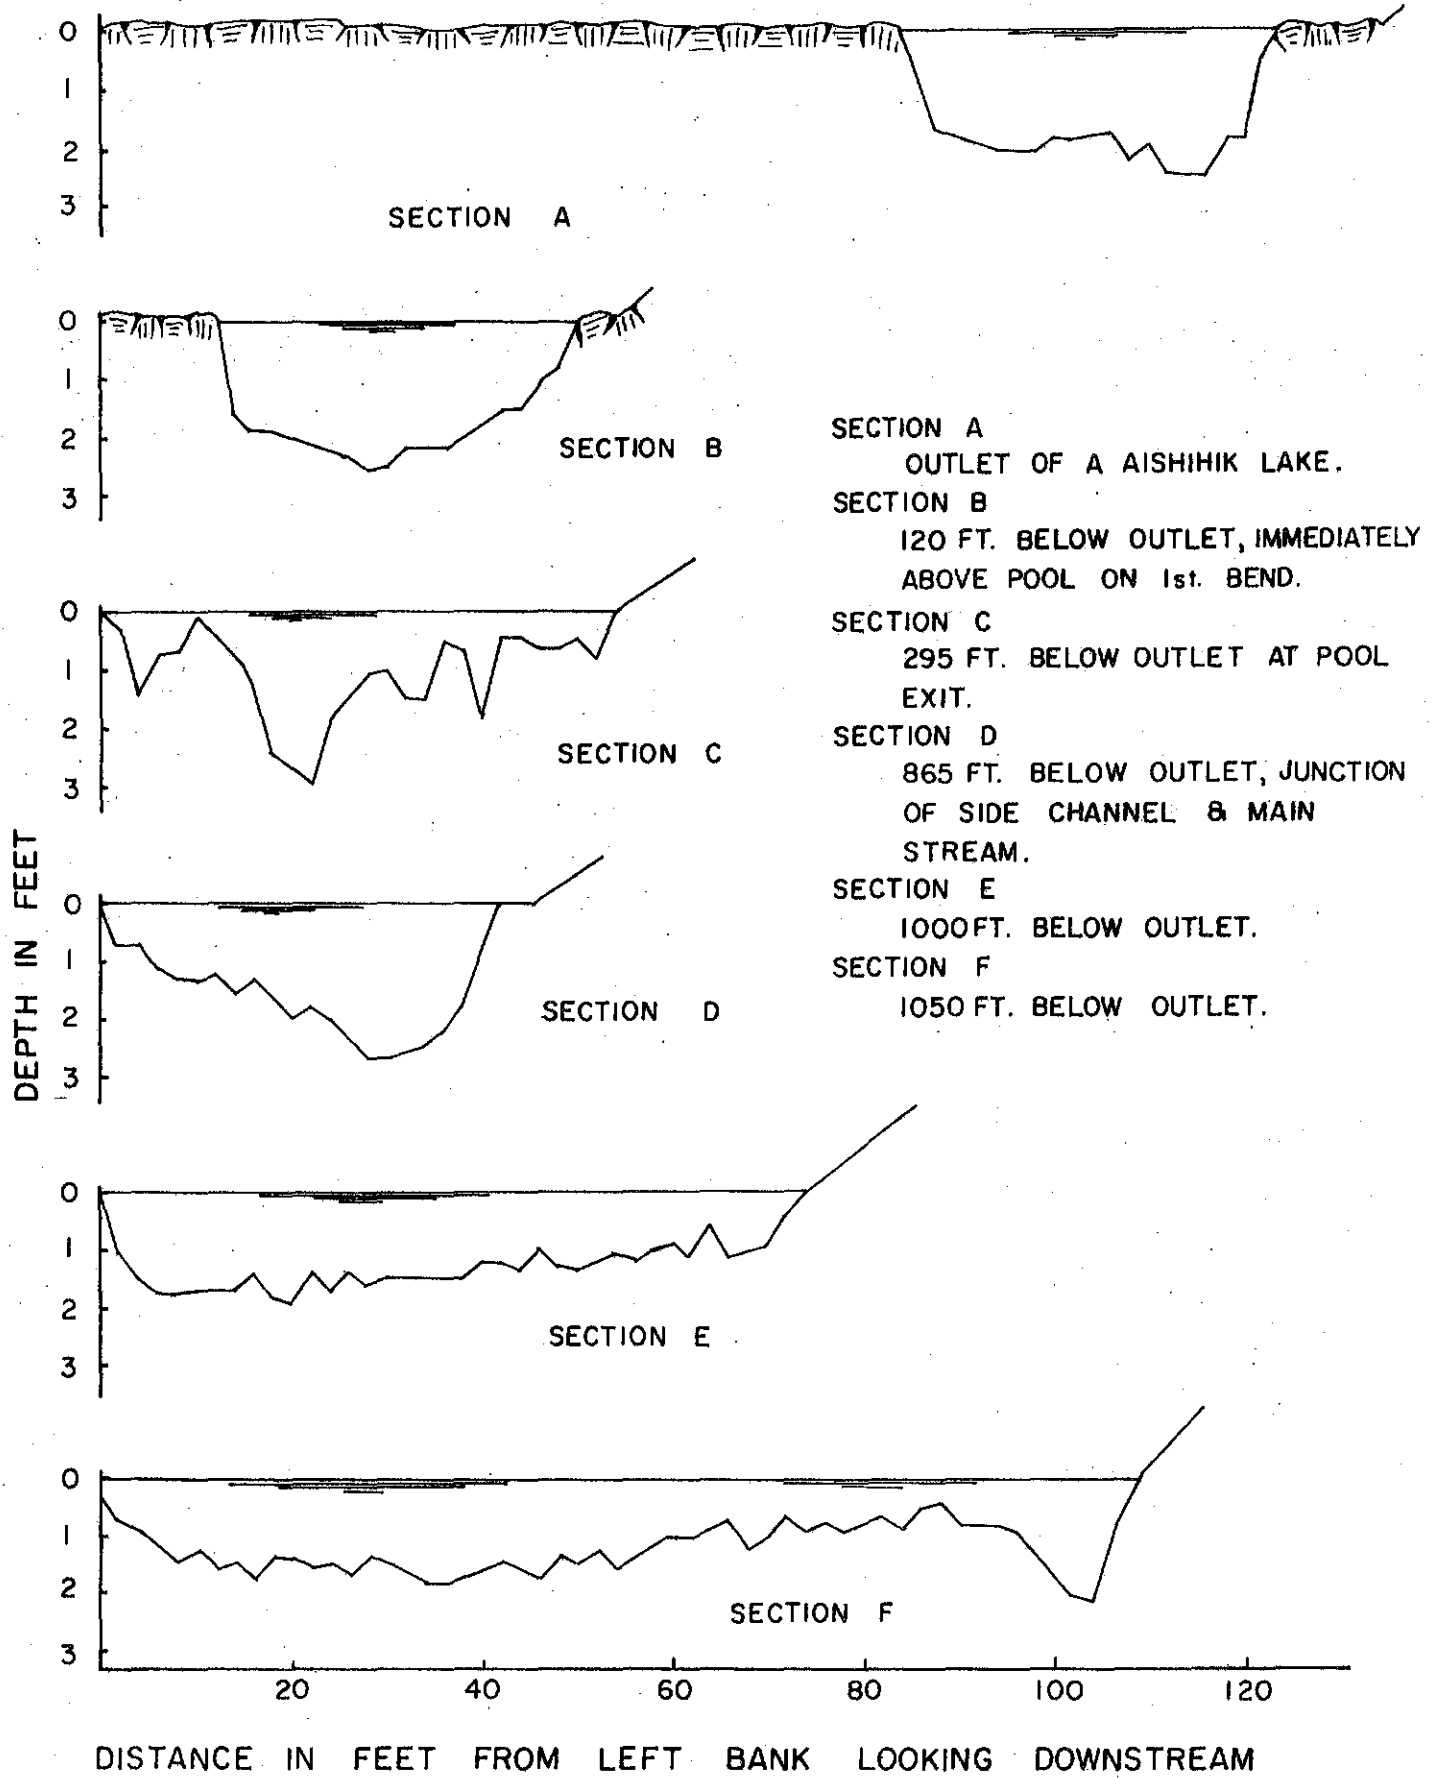 0
1
2
3
SECTION A
0
1
2
3
SECTION B
0
1
2
3
SECTION C
0
1
2
3
SECTION D
0
1
2
3
SECTION E
0
1
2
3
SECTION F
20 40 60 80 100 120
DEPTH IN FEET
DISTANCE IN FEET FROM LEFT BANK LOOKING DOWNSTREAM
SECTION A
OUTLET OF A AISHIHIK LAKE.
SECTION B
120 FT. BELOW OUTLET, IMMEDIATELY
ABOVE POOL ON 1st. BEND.
SECTION C
295 FT. BELOW OUTLET AT POOL
EXIT.
SECTION D
865 FT. BELOW OUTLET, JUNCTION
OF SIDE CHANNEL & MAIN
STREAM.
SECTION E
1000 FT. BELOW OUTLET.
SECTION F
1050 FT. BELOW OUTLET.